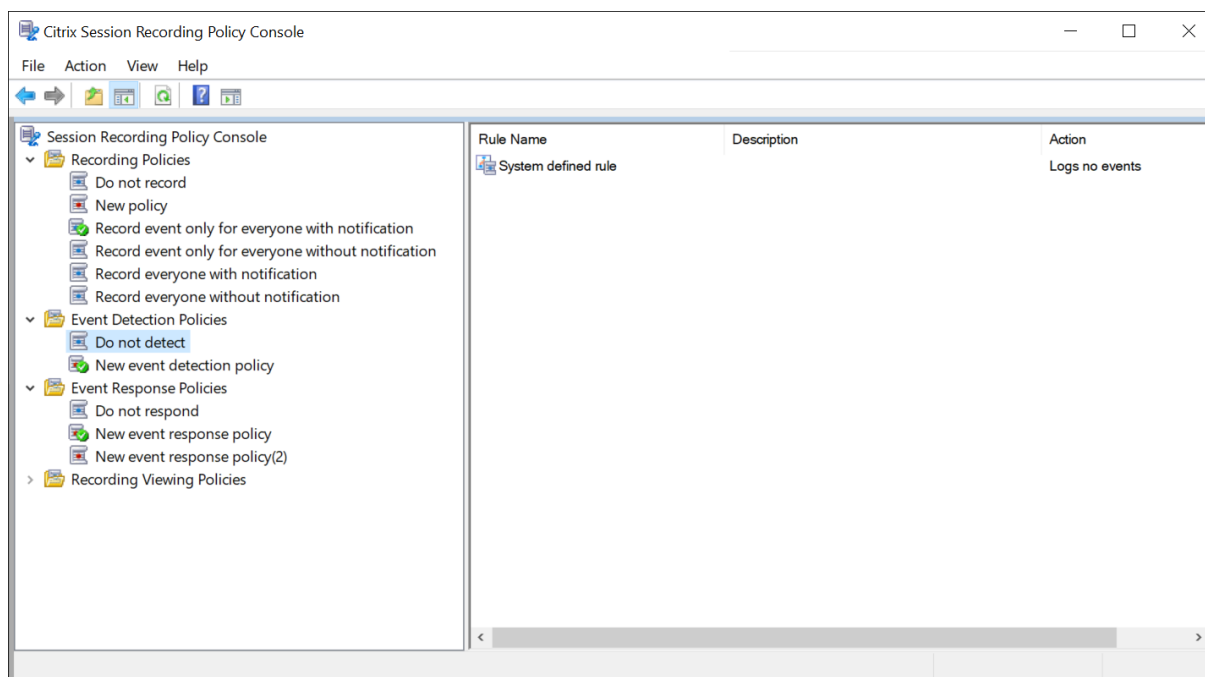 Citrix Session Recording Policy Console
File Action View Help
Session Recording Policy Console
Recording Policies
Do not record
New policy
Record event only for everyone with notification
Record event only for everyone without notification
Record everyone with notification
Record everyone without notification
Event Detection Policies
Do not detect
New event detection policy
Event Response Policies
Do not respond
New event response policy
New event response policy(2)
Recording Viewing Policies
Rule Name Description Action
System defined rule Logs no events